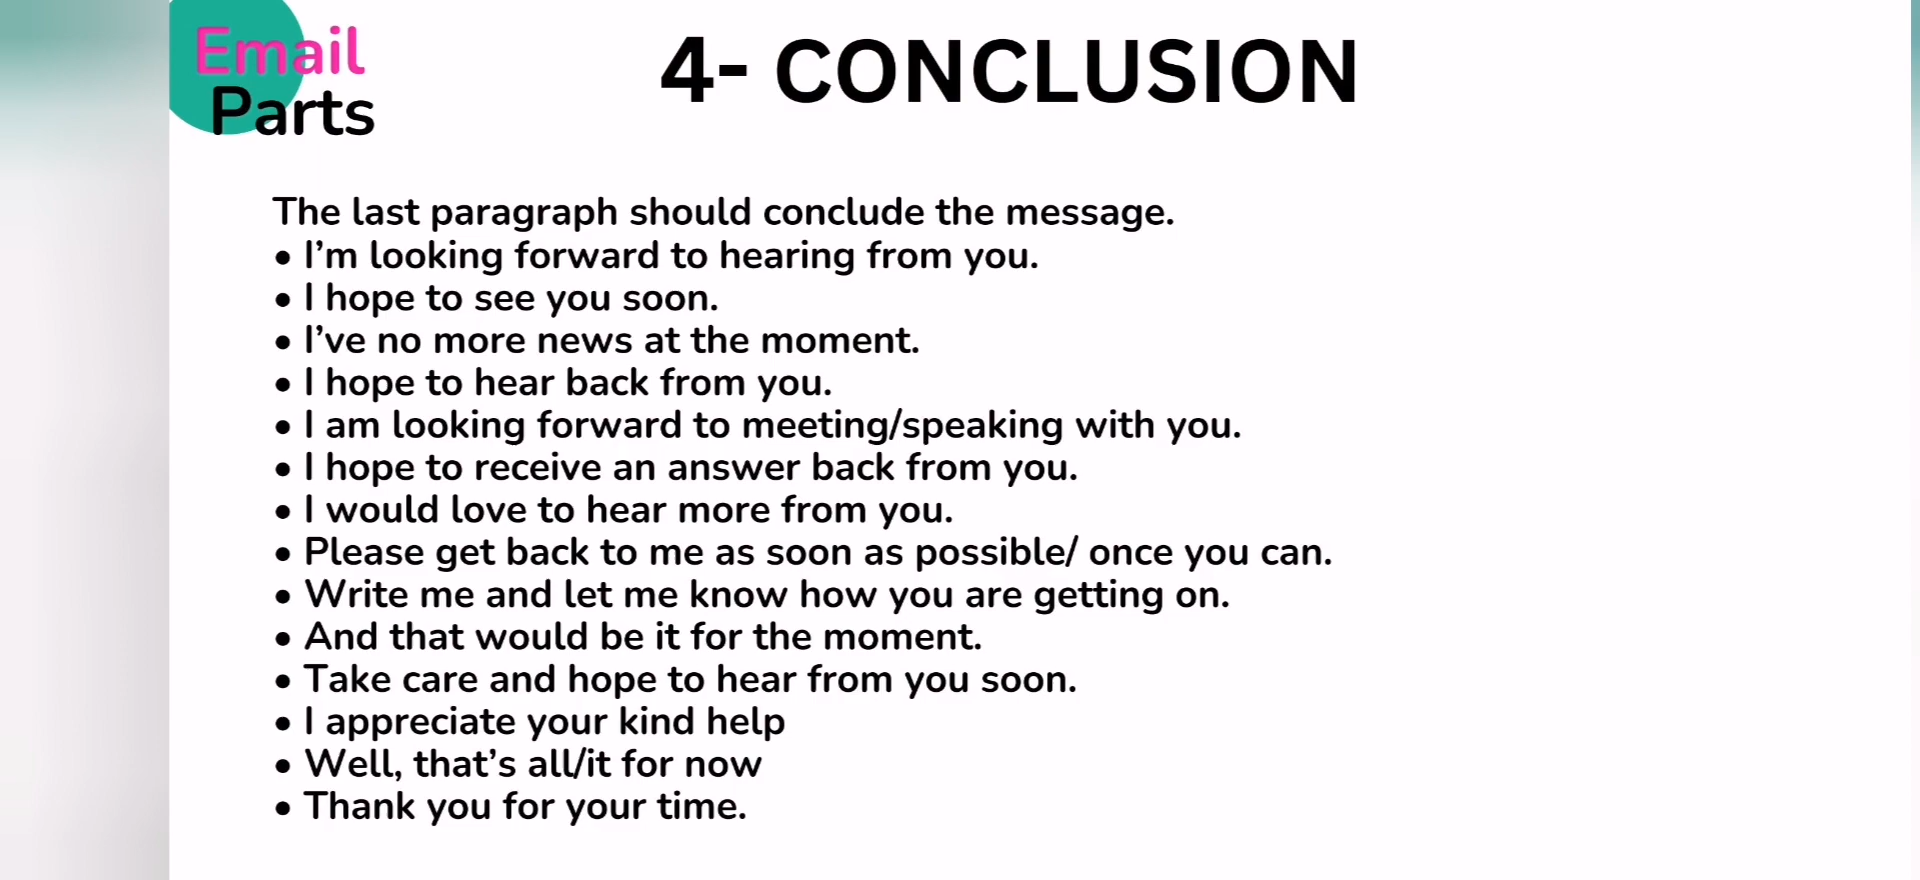 Email
Parts
4- CONCLUSION
The last paragraph should conclude the message.
• I’m looking forward to hearing from you.
• I hope to see you soon.
• I’ve no more news at the moment.
• I hope to hear back from you.
• I am looking forward to meeting/speaking with you.
• I hope to receive an answer back from you.
• I would love to hear more from you.
• Please get back to me as soon as possible/ once you can.
• Write me and let me know how you are getting on.
• And that would be it for the moment.
• Take care and hope to hear from you soon.
• I appreciate your kind help
• Well, that’s all/it for now
• Thank you for your time.